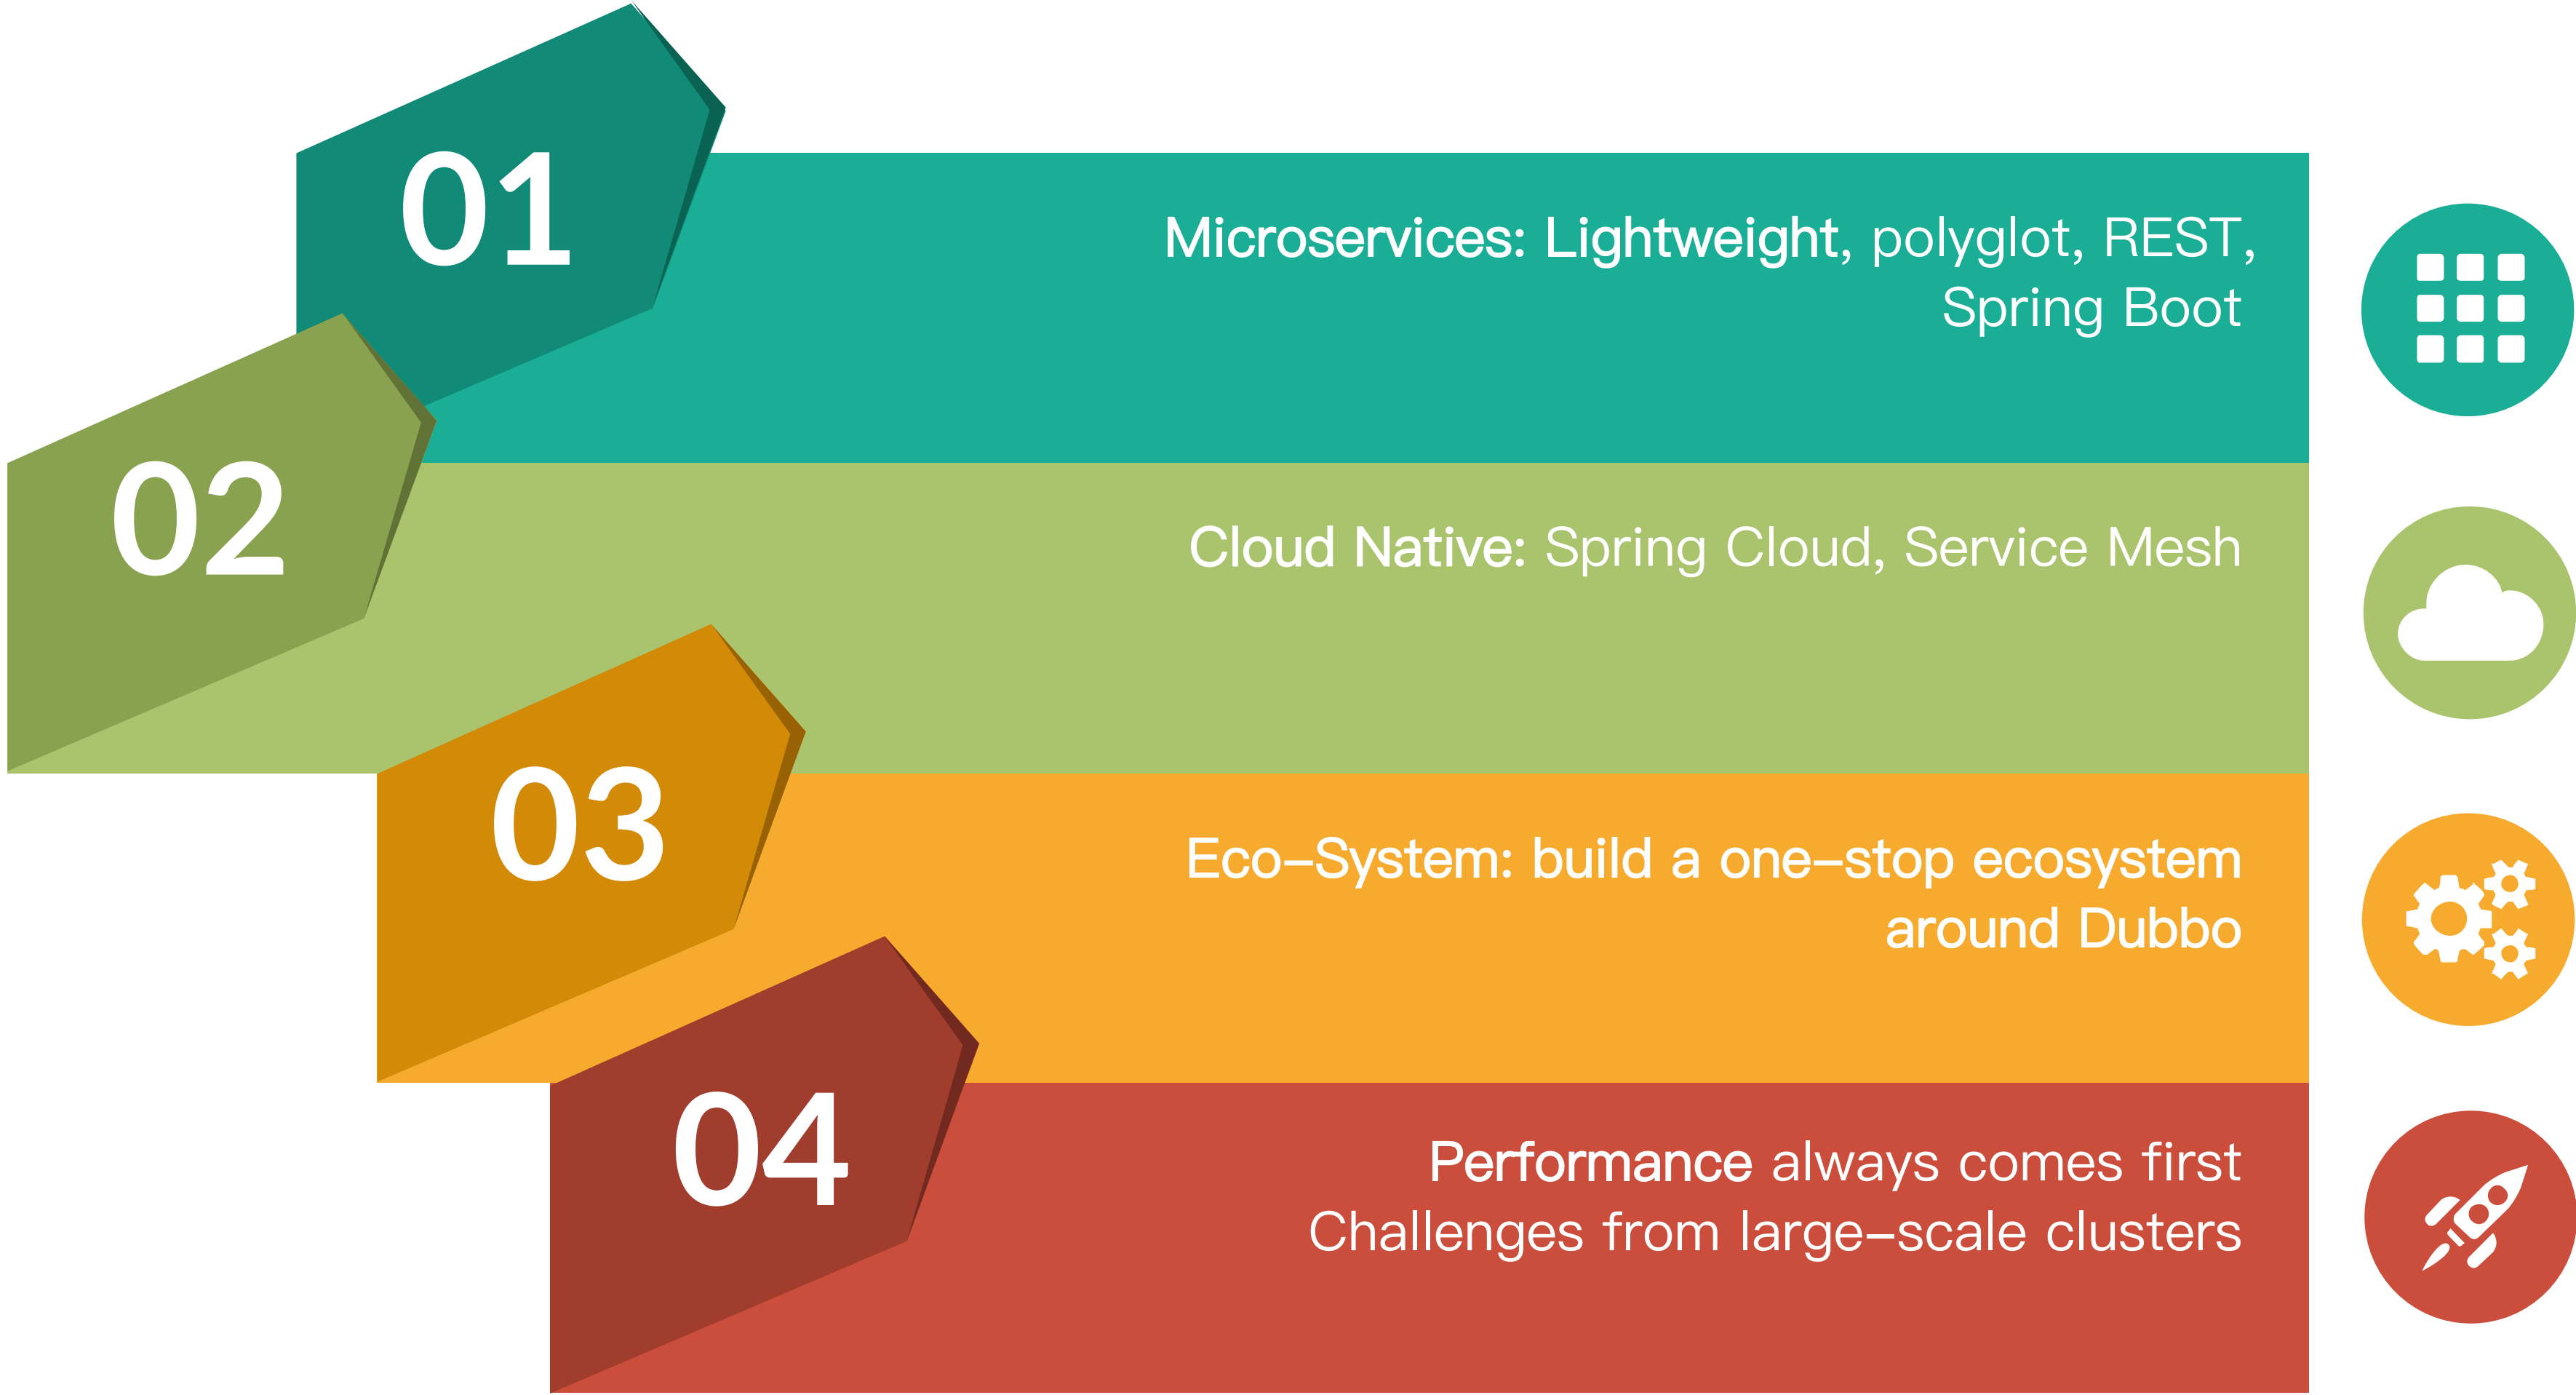 01
Microservices: Lightweight, polyglot, REST,
Spring Boot
02
Cloud Native: Spring Cloud, Service Mesh
03
Eco-System: build a one-stop ecosystem
around Dubbo
04
Performance always comes first
Challenges from large-scale clusters